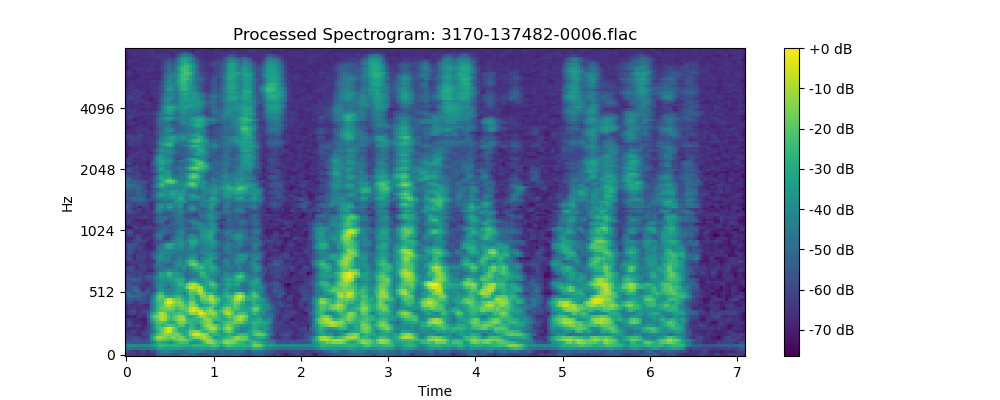 Processed Spectrogram: 3170-137482-0006.flac
Hz
4096
2048
1024
512
0
0 1 2 3 4 5 6 7
Time
+0 dB
-10 dB
-20 dB
-30 dB
-40 dB
-50 dB
-60 dB
-70 dB